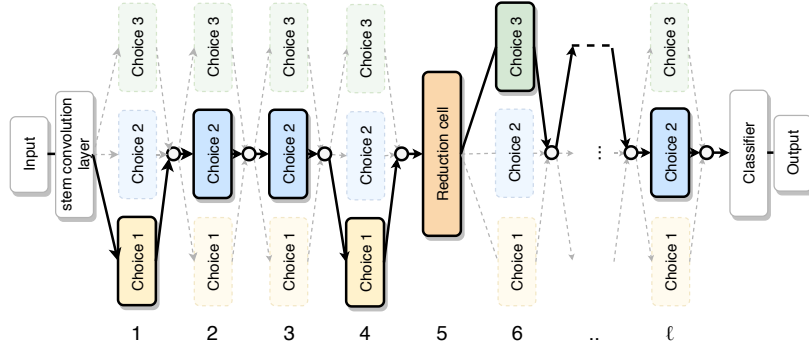 Input
stem convolution
layer
Choice 3
Choice 2
Choice 1
Choice 3
Choice 2
Choice 1
Choice 3
Choice 2
Choice 1
Choice 3
Choice 2
Choice 1
Reduction cell
Choice 3
Choice 2
Choice 1
...
Choice 3
Choice 2
Choice 1
Classifier
Output
1 2 3 4 5 6 .. ℓ